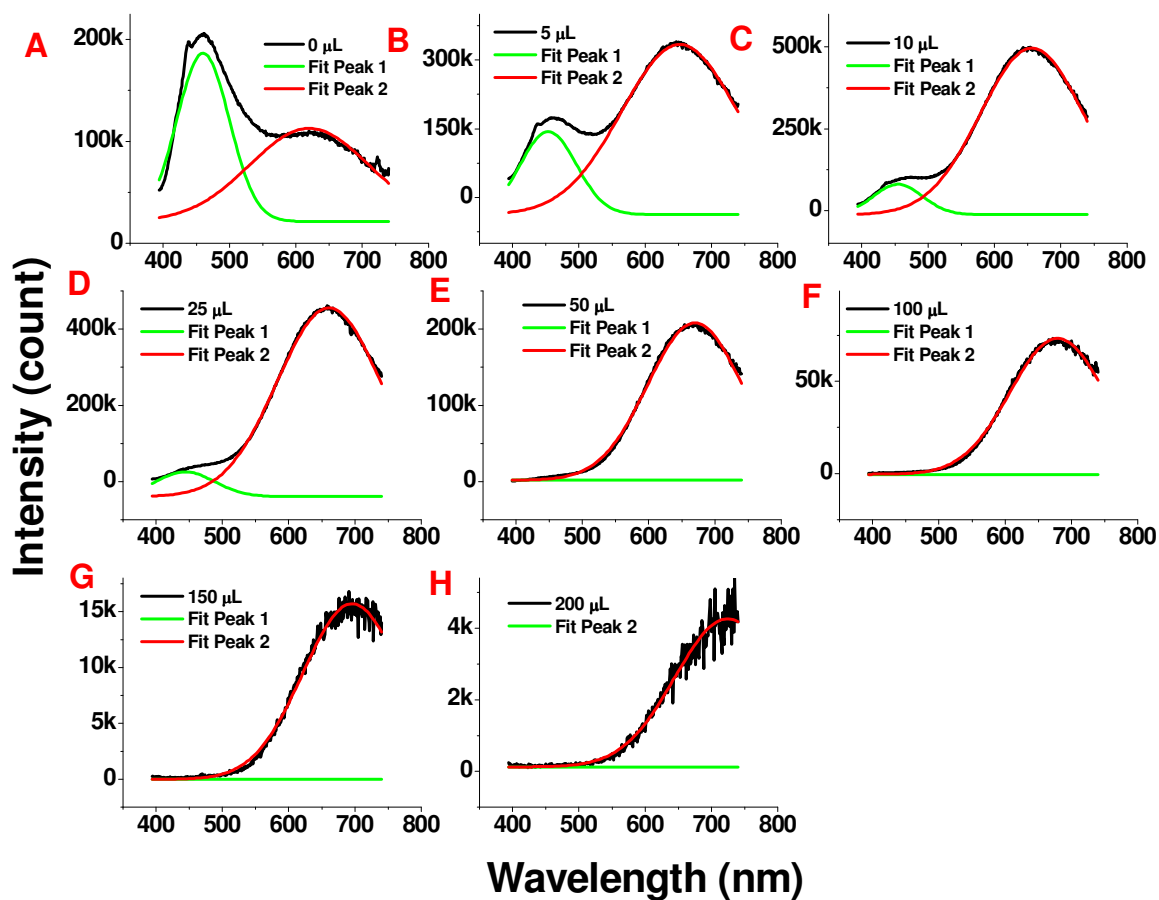 A
200k
100k
0
0 µL
Fit Peak 1
Fit Peak 2
400 500 600 700 800
B
330k
150k
0
5 µL
Fit Peak 1
Fit Peak 2
400 500 600 700 800
C
500k
250k
0
10 µL
Fit Peak 1
Fit Peak 2
400 500 600 700 800
Intensity (count)
D
400k
200k
0
25 µL
Fit Peak 1
Fit Peak 2
400 500 600 700 800
E
200k
100k
0
50 µL
Fit Peak 1
Fit Peak 2
400 500 600 700 800
F
50k
0
100 µL
Fit Peak 1
Fit Peak 2
400 500 600 700 800
G
15k
10k
5k
0
150 µL
Fit Peak 1
Fit Peak 2
400 500 600 700 800
H
4k
2k
0
200 µL
Fit Peak 2
400 500 600 700 800
Wavelength (nm)